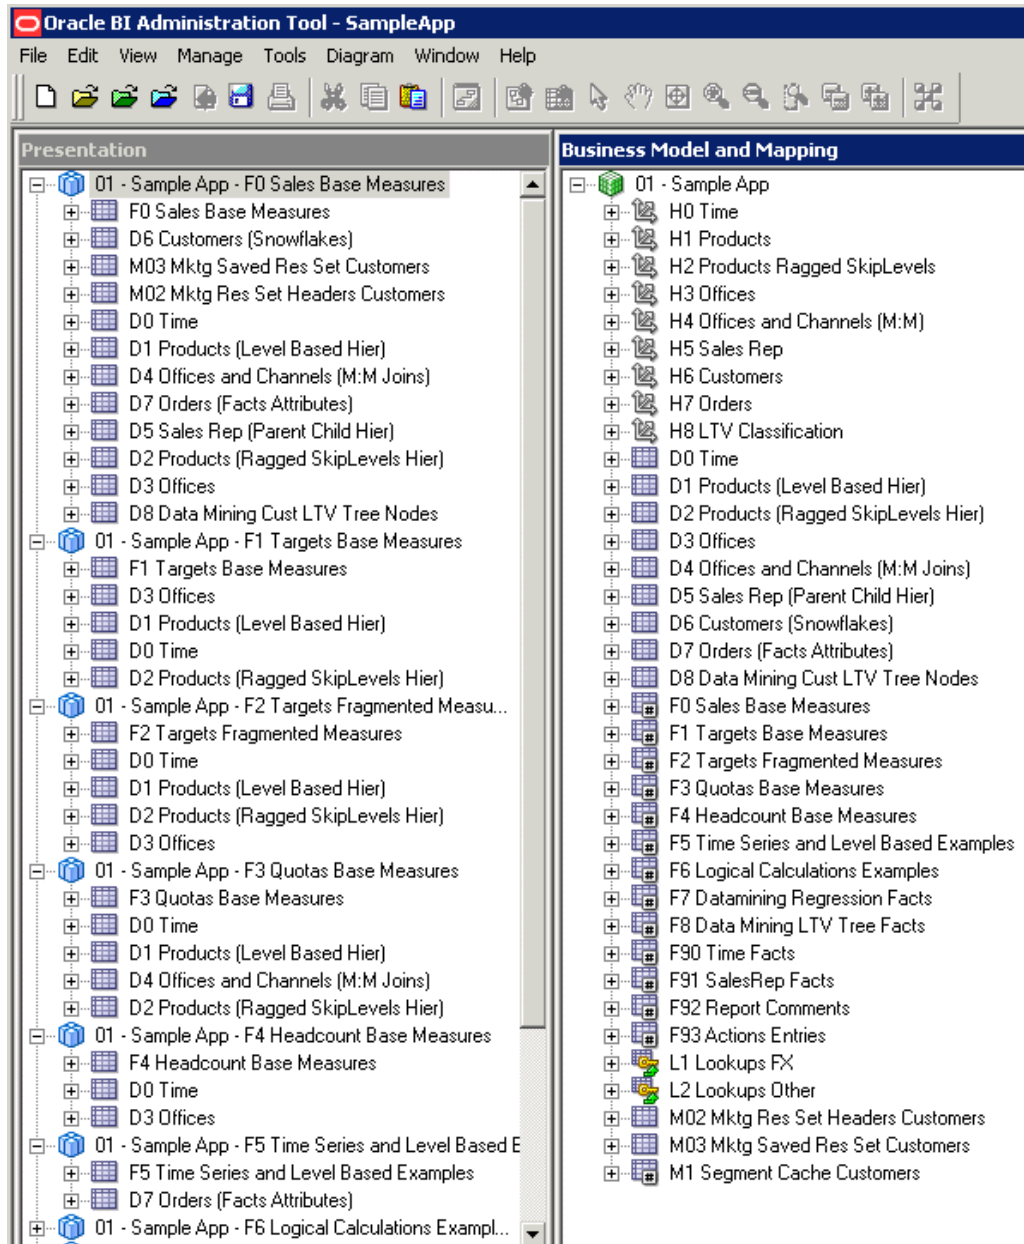 Oracle BI Administration Tool - SampleApp
File Edit View Manage Tools Diagram Window Help
Presentation
01 - Sample App - F0 Sales Base Measures
F0 Sales Base Measures
D6 Customers (Snowflakes)
M03 Mktg Saved Res Set Customers
M02 Mktg Res Set Headers Customers
D0 Time
D1 Products (Level Based Hier)
D4 Offices and Channels (M:M Joins)
D7 Orders (Facts Attributes)
D5 Sales Rep (Parent Child Hier)
D2 Products (Ragged SkipLevels Hier)
D3 Offices
D8 Data Mining Cust LTV Tree Nodes
01 - Sample App - F1 Targets Base Measures
F1 Targets Base Measures
D3 Offices
D1 Products (Level Based Hier)
D0 Time
D2 Products (Ragged SkipLevels Hier)
01 - Sample App - F2 Targets Fragmented Measu...
F2 Targets Fragmented Measures
D0 Time
D1 Products (Level Based Hier)
D2 Products (Ragged SkipLevels Hier)
D3 Offices
01 - Sample App - F3 Quotas Base Measures
F3 Quotas Base Measures
D0 Time
D1 Products (Level Based Hier)
D4 Offices and Channels (M:M Joins)
D2 Products (Ragged SkipLevels Hier)
01 - Sample App - F4 Headcount Base Measures
F4 Headcount Base Measures
D0 Time
D3 Offices
01 - Sample App - F5 Time Series and Level Based E
F5 Time Series and Level Based Examples
D7 Orders (Facts Attributes)
01 - Sample App - F6 Logical Calculations Exampl...
Business Model and Mapping
01 - Sample App
H0 Time
H1 Products
H2 Products Ragged SkipLevels
H3 Offices
H4 Offices and Channels (M:M)
H5 Sales Rep
H6 Customers
H7 Orders
H8 LTV Classification
D0 Time
D1 Products (Level Based Hier)
D2 Products (Ragged SkipLevels Hier)
D3 Offices
D4 Offices and Channels (M:M Joins)
D5 Sales Rep (Parent Child Hier)
D6 Customers (Snowflakes)
D7 Orders (Facts Attributes)
D8 Data Mining Cust LTV Tree Nodes
F0 Sales Base Measures
F1 Targets Base Measures
F2 Targets Fragmented Measures
F3 Quotas Base Measures
F4 Headcount Base Measures
F5 Time Series and Level Based Examples
F6 Logical Calculations Examples
F7 Datamining Regression Facts
F8 Data Mining LTV Tree Facts
F90 Time Facts
F91 SalesRep Facts
F92 Report Comments
F93 Actions Entries
L1 Lookups FX
L2 Lookups Other
M02 Mktg Res Set Headers Customers
M03 Mktg Saved Res Set Customers
M1 Segment Cache Customers